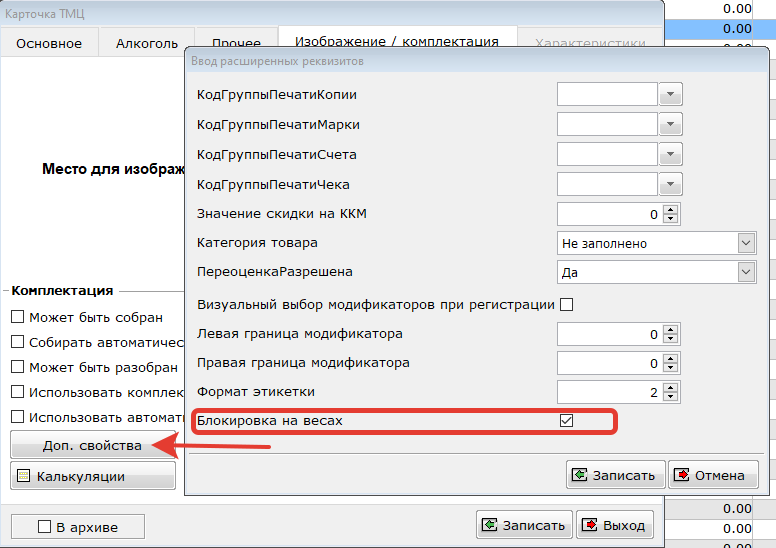 Карточка ТМЦ
0.00
0.00
Основное Алкоголь Прочее Изображение / комплектация Характеристики
Ввод расширенных реквизитов
КодГруппыПечатиКопии
КодГруппыПечатиМарки
КодГруппыПечатиСчета
КодГруппыПечатиЧека
Значение скидки на ККМ 0
Категория товара Не заполнено
ПереоценкаРазрешена Да
Визуальный выбор модификаторов при регистрации
Левая граница модификатора 0
Правая граница модификатора 0
Формат этикетки 2
Блокировка на весах
Записать Отмена
Место для изображ
Комплектация
Может быть собран
Собирать автоматичес
Может быть разобран
Использовать комплек
Использовать автомат
Доп. свойства
Калькуляции
В архиве
Записать Выход
0.00
0.00